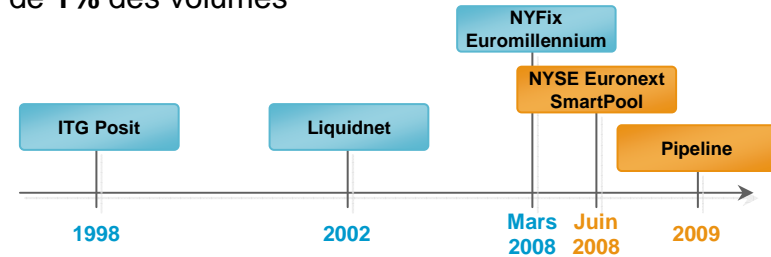 de 1% des volumes
NYFix
Euromillennium
NYSE Euronext
SmartPool
ITG Posit
Liquidnet
Pipeline
1998
2002
Mars
2008
Juin
2008
2009